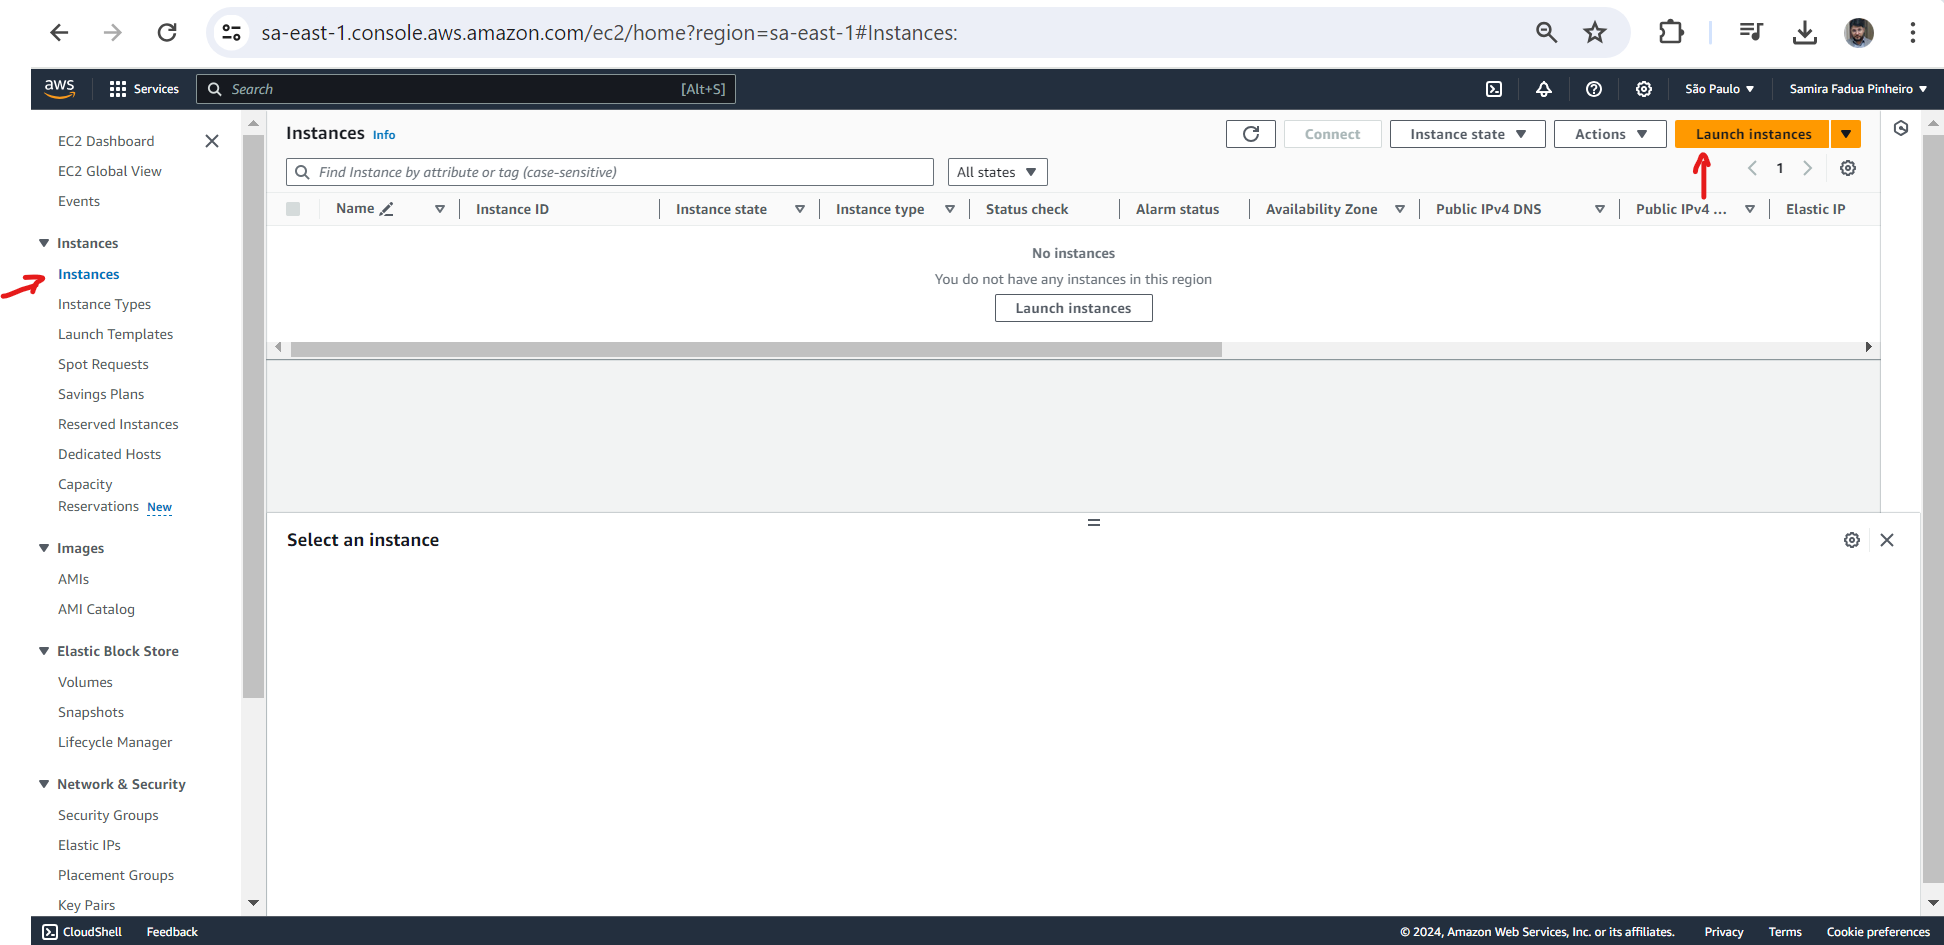 sa-east-1.console.aws.amazon.com/ec2/home?region=sa-east-1#Instances:
aws
Services
Search
[Alt+S]
São Paulo
Samira Fadua Pinheiro
EC2 Dashboard
EC2 Global View
Events
Instances
Instances
Instance Types
Launch Templates
Spot Requests
Savings Plans
Reserved Instances
Dedicated Hosts
Capacity
Reservations New
Images
AMIs
AMI Catalog
Elastic Block Store
Volumes
Snapshots
Lifecycle Manager
Network & Security
Security Groups
Elastic IPs
Placement Groups
Key Pairs
Instances Info
Connect
Instance state
Actions
Launch instances
Find Instance by attribute or tag (case-sensitive)
All states
1
Name
Instance ID
Instance state
Instance type
Status check
Alarm status
Availability Zone
Public IPv4 DNS
Public IPv4 ...
Elastic IP
No instances
You do not have any instances in this region
Launch instances
Select an instance
CloudShell
Feedback
© 2024, Amazon Web Services, Inc. or its affiliates.
Privacy
Terms
Cookie preferences